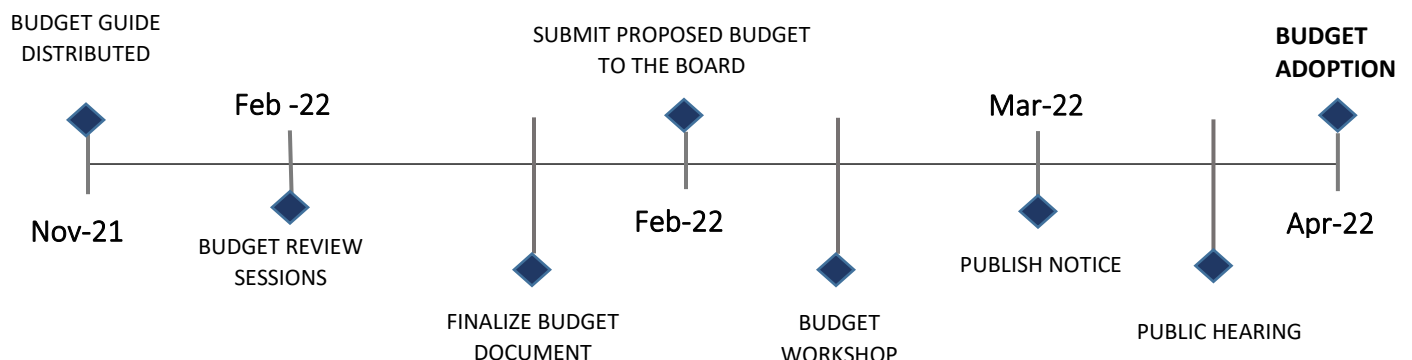 BUDGET GUIDE
DISTRIBUTED
SUBMIT PROPOSED BUDGET
TO THE BOARD
BUDGET
ADOPTION
Feb -22
Mar-22
Nov-21
Feb-22
Apr-22
BUDGET REVIEW
SESSIONS
PUBLISH NOTICE
FINALIZE BUDGET
DOCUMENT
BUDGET
WORKSHOP
PUBLIC HEARING